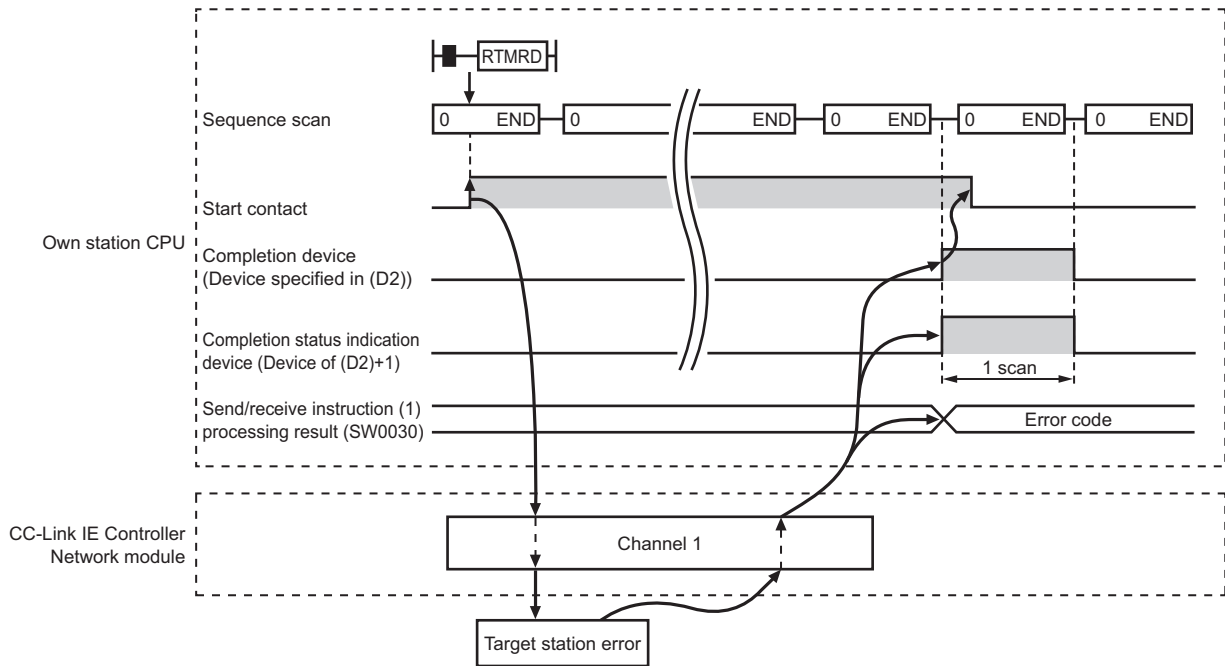 RTMRD
Sequence scan
0 END 0 END 0 END 0 END 0 END
Start contact
Own station CPU
Completion device
(Device specified in (D2))
Completion status indication
device (Device of (D2)+1)
1 scan
Send/receive instruction (1)
processing result (SW0030)
Error code
CC-Link IE Controller
Network module
Channel 1
Target station error